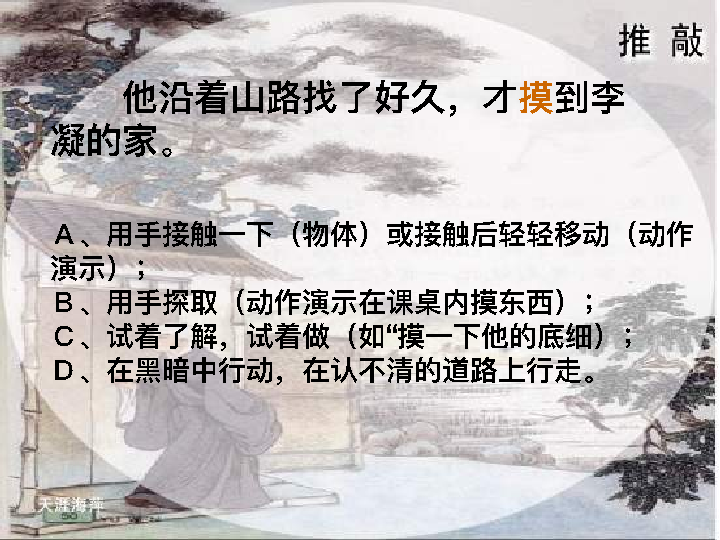 推 敲
他沿着山路找了好久，才摸到李
凝的家。
A、用手接触一下（物体）或接触后轻轻移动（动作
演示）；
B、用手探取（动作演示在课桌内摸东西）；
C、试着了解，试着做（如“摸一下他的底细）；
D、在黑暗中行动，在认不清的道路上行走。
天涯海萍